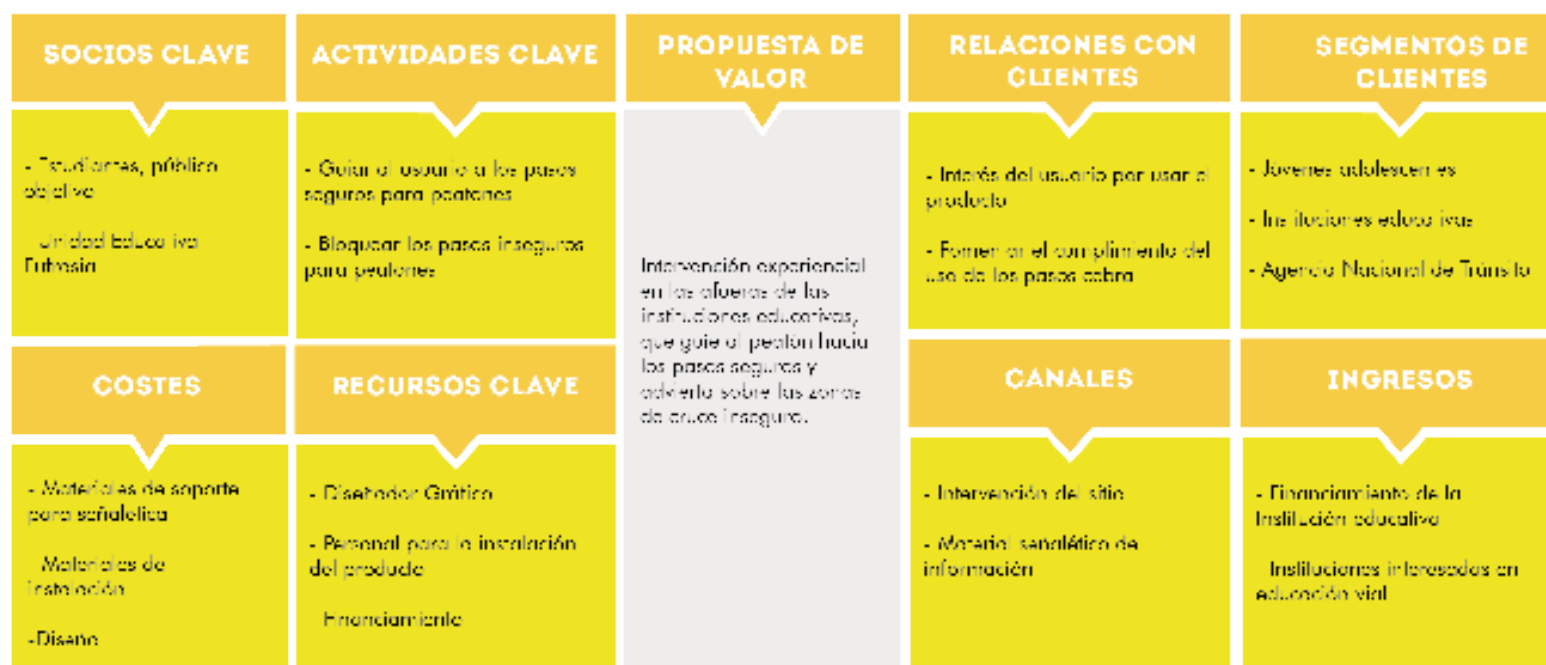 SOCIOS CLAVE
- Estudiantes, público
objetivo
- Unidad Educativa
Eufrasia
ACTIVIDADES CLAVE
- Guiar al usuario a los pasos
seguros para peatones
- Bloquear los pasos inseguros
para peatones
PROPUESTA DE
VALOR
Intervención experiencial
en las afueras de las
instituciones educativas,
que guie al peatón hacia
los pasos seguros y
advierta sobre las zonas
de cruce inseguro.
RELACIONES CON
CLIENTES
- Interés del usuario por usar el
producto
- Fomentar el cumplimiento del
uso de los pasos cebra
SEGMENTOS DE
CLIENTES
- Jóvenes adolescentes
- Instituciones educativas
- Agencia Nacional de Tránsito
COSTES
- Materiales de soporte
para señaletica
- Materiales de
instalación
-Diseño
RECURSOS CLAVE
- Diseñador Gráfico
- Personal para la instalación
del producto
- Financiamiento
CANALES
- Intervención del sitio
- Material señalético de
información
INGRESOS
- Financiamiento de la
Institución educativa
- Instituciones interesadas en
educación vial